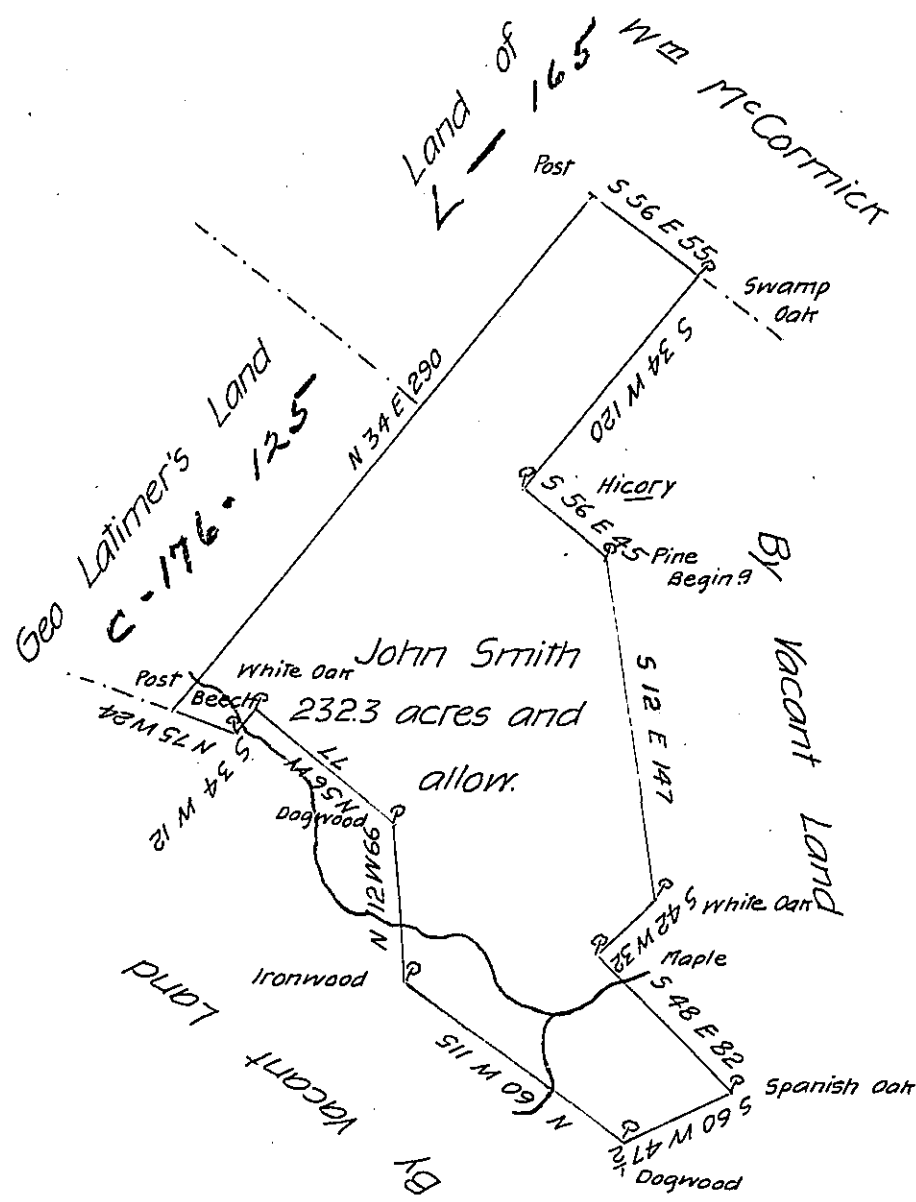 Land of Wm McCormick
L - 165
Post
S 56 E 55
Swamp
Oak
S 34 W 120
N 34 E 290
Geo Latimer's Land
C-176-125
Hicory
S 56 E 45
Pine
Begin g
By Vacant Land
S 12 E 147
John Smith
232.3 acres and
allow.
Post
White Oak
Beech
N 75 W 24
S 34 W 12
N 56 W 77
Dogwood
N 12 W 66
White Oak
S 42 W 32
Maple
Ironwood
S 48 E 82
N 60 W 115
Spanish Oak
S 60 W 47 1/2
Dogwood
By Vacant Land